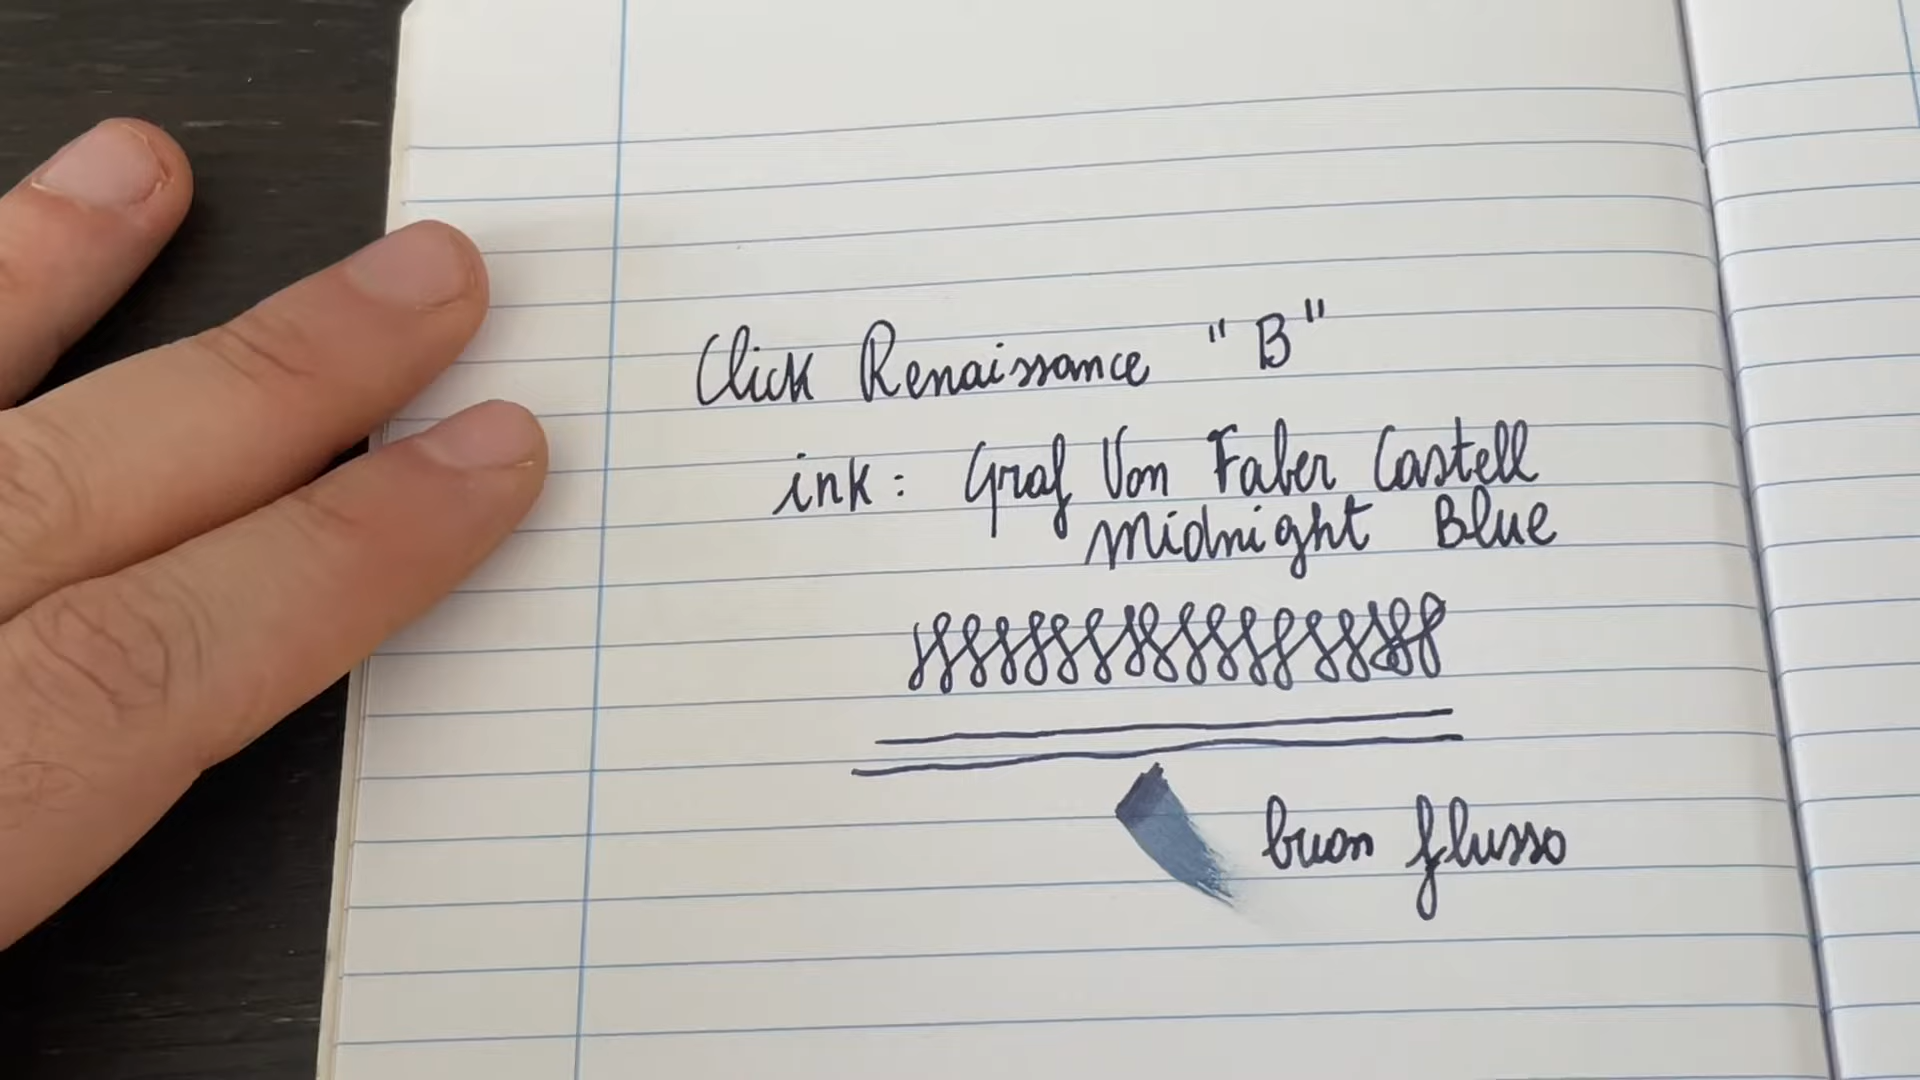 Click Renaissance "B"
ink: Graf Von Faber Castell
Midnight Blue
buon flusso